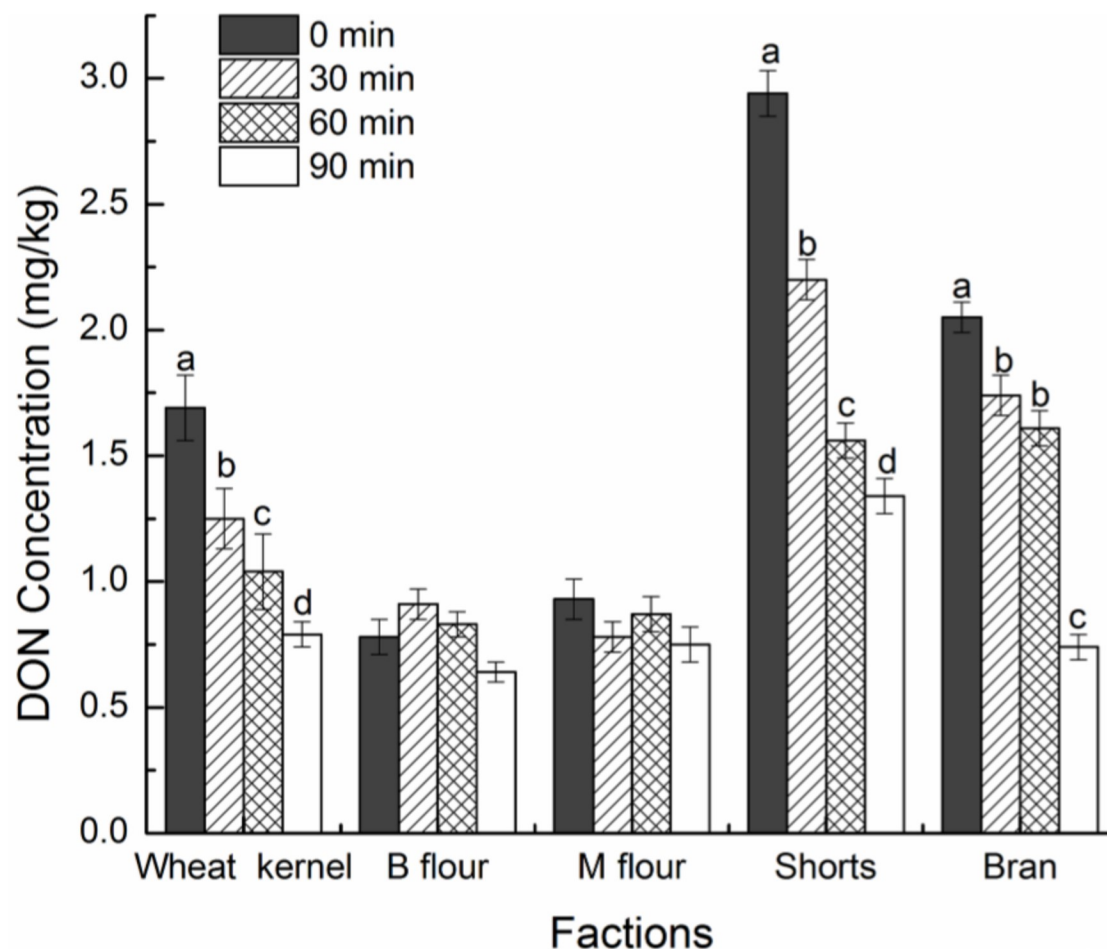 0 min
30 min
60 min
90 min
DON Concentration (mg/kg)
3.0
2.5
2.0
1.5
1.0
0.5
0.0
a
b
c
d
a
b
c
d
a
b
b
c
Wheat kernel
B flour
M flour
Shorts
Bran
Factions